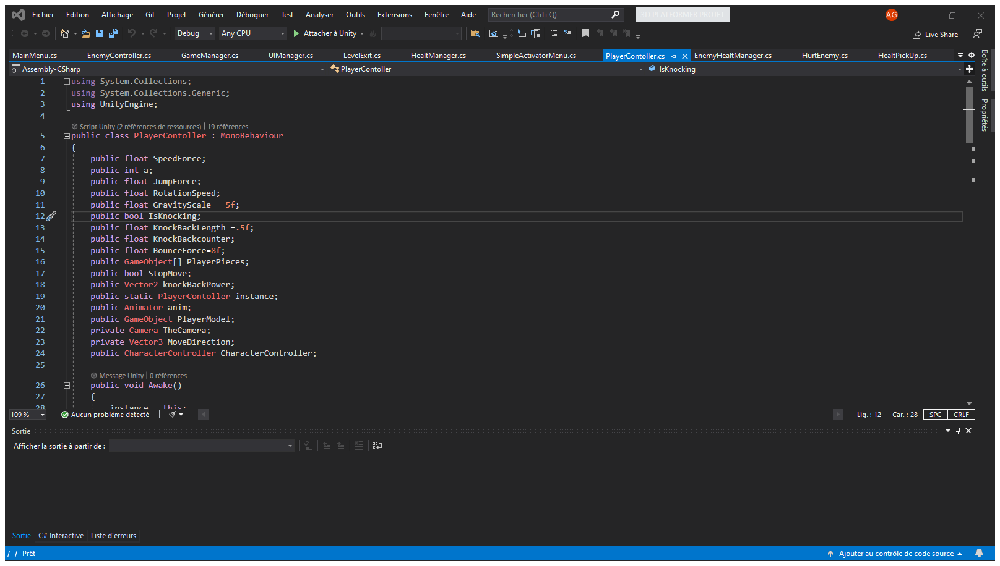 Fichier Edition Affichage Git Projet Générer Déboguer Test Analyser Outils Extensions Fenêtre Aide Rechercher (Ctrl+Q) 3D PLATFORMER PROJET AG
Debug Any CPU Attacher à Unity Live Share
MainMenu.cs EnemyController.cs GameManager.cs UIManager.cs LevelExit.cs HealtManager.cs SimpleActivatorMenu.cs PlayerContoller.cs EnemyHealtManager.cs HurtEnemy.cs HealtPickUp.cs
Assembly-CSharp PlayerContoller IsKnocking
Boîte à outils
Propriétés
1 using System.Collections;
2 using System.Collections.Generic;
3 using UnityEngine;
4
Script Unity (2 références de ressources) | 19 références
5 public class PlayerContoller : MonoBehaviour
6 {
7 public float SpeedForce;
8 public int a;
9 public float JumpForce;
10 public float RotationSpeed;
11 public float GravityScale = 5f;
12 public bool IsKnocking;
13 public float KnockBackLength =.5f;
14 public float KnockBackcounter;
15 public float BounceForce=8f;
16 public GameObject[] PlayerPieces;
17 public bool StopMove;
18 public Vector2 knockBackPower;
19 public static PlayerContoller instance;
20 public Animator anim;
21 public GameObject PlayerModel;
22 private Camera TheCamera;
23 private Vector3 MoveDirection;
24 public CharacterController CharacterController;
25
Message Unity | 0 références
26 public void Awake()
27 {
28 instance = this;
109 % Aucun problème détecté Lig. : 12 Car. : 28 SPC CRLF
Sortie
Afficher la sortie à partir de :
Sortie C# Interactive Liste d'erreurs
Prêt Ajouter au contrôle de code source